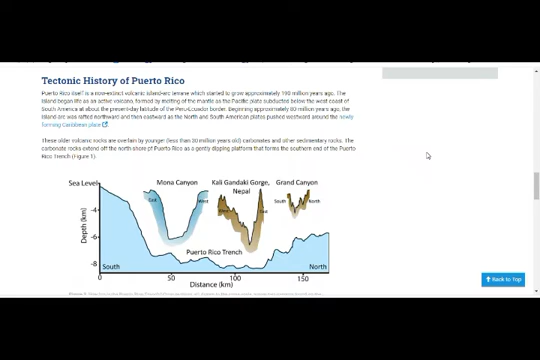 Tectonic History of Puerto Rico
Puerto Rico itself is a now-extinct volcanic island-arc terrane which started to grow approximately 190 million years ago. The
island began life as an active volcano, formed by melting of the mantle as the Pacific plate subducted below the west coast of
South America at about the present-day latitude of the Peru-Ecuador border. Beginning approximately 80 million years ago, the
island arc was rafted northward and then eastward as the North and South American plates pushed westward around the newly
forming Caribbean plate
These older volcanic rocks are overlain by younger (less than 30 million years old) carbonates and other sedimentary rocks. The
carbonate rocks extend off the north shore of Puerto Rico as a gently dipping platform that forms the southern end of the Puerto
Rico Trench (Figure 1).
Sea Level
Mona Canyon
Kali Gandaki Gorge,
Nepal
Grand Canyon
East
West
West
East
South
North
-4
-6
-8
Depth (km)
Puerto Rico Trench
South
North
0
50
100
150
Distance (km)
Back to Top